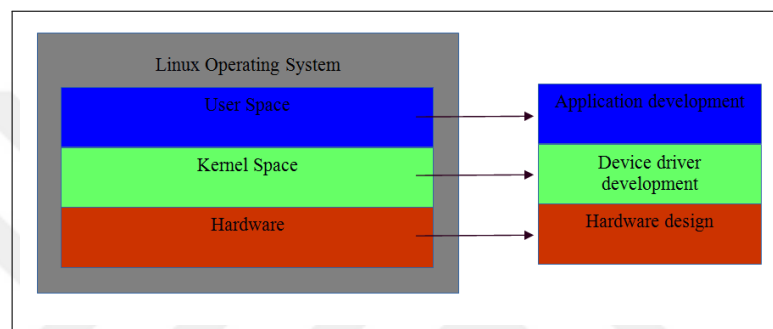 Linux Operating System
User Space
Application development
Kernel Space
Device driver
development
Hardware
Hardware design